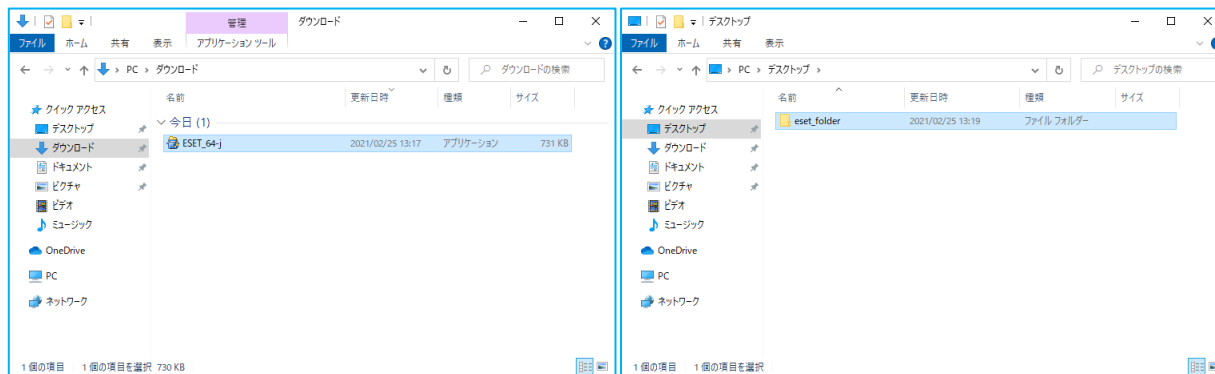 管理
ダウンロード
ファイル
ホーム
共有
表示
アプリケーション ツール
PC
ダウンロード
ダウンロードの検索
名前
更新日時
種類
サイズ
クイック アクセス
デスクトップ
ダウンロード
ドキュメント
ピクチャ
ビデオ
ミュージック
OneDrive
PC
ネットワーク
今日 (1)
ESET_64-j
2021/02/25 13:17
アプリケーション
731 KB
1 個の項目
1 個の項目を選択 730 KB
デスクトップ
ファイル
ホーム
共有
表示
PC
デスクトップ
デスクトップの検索
名前
更新日時
種類
サイズ
クイック アクセス
デスクトップ
ダウンロード
ドキュメント
ピクチャ
ビデオ
ミュージック
OneDrive
PC
ネットワーク
eset_folder
2021/02/25 13:19
ファイル フォルダー
1 個の項目
1 個の項目を選択